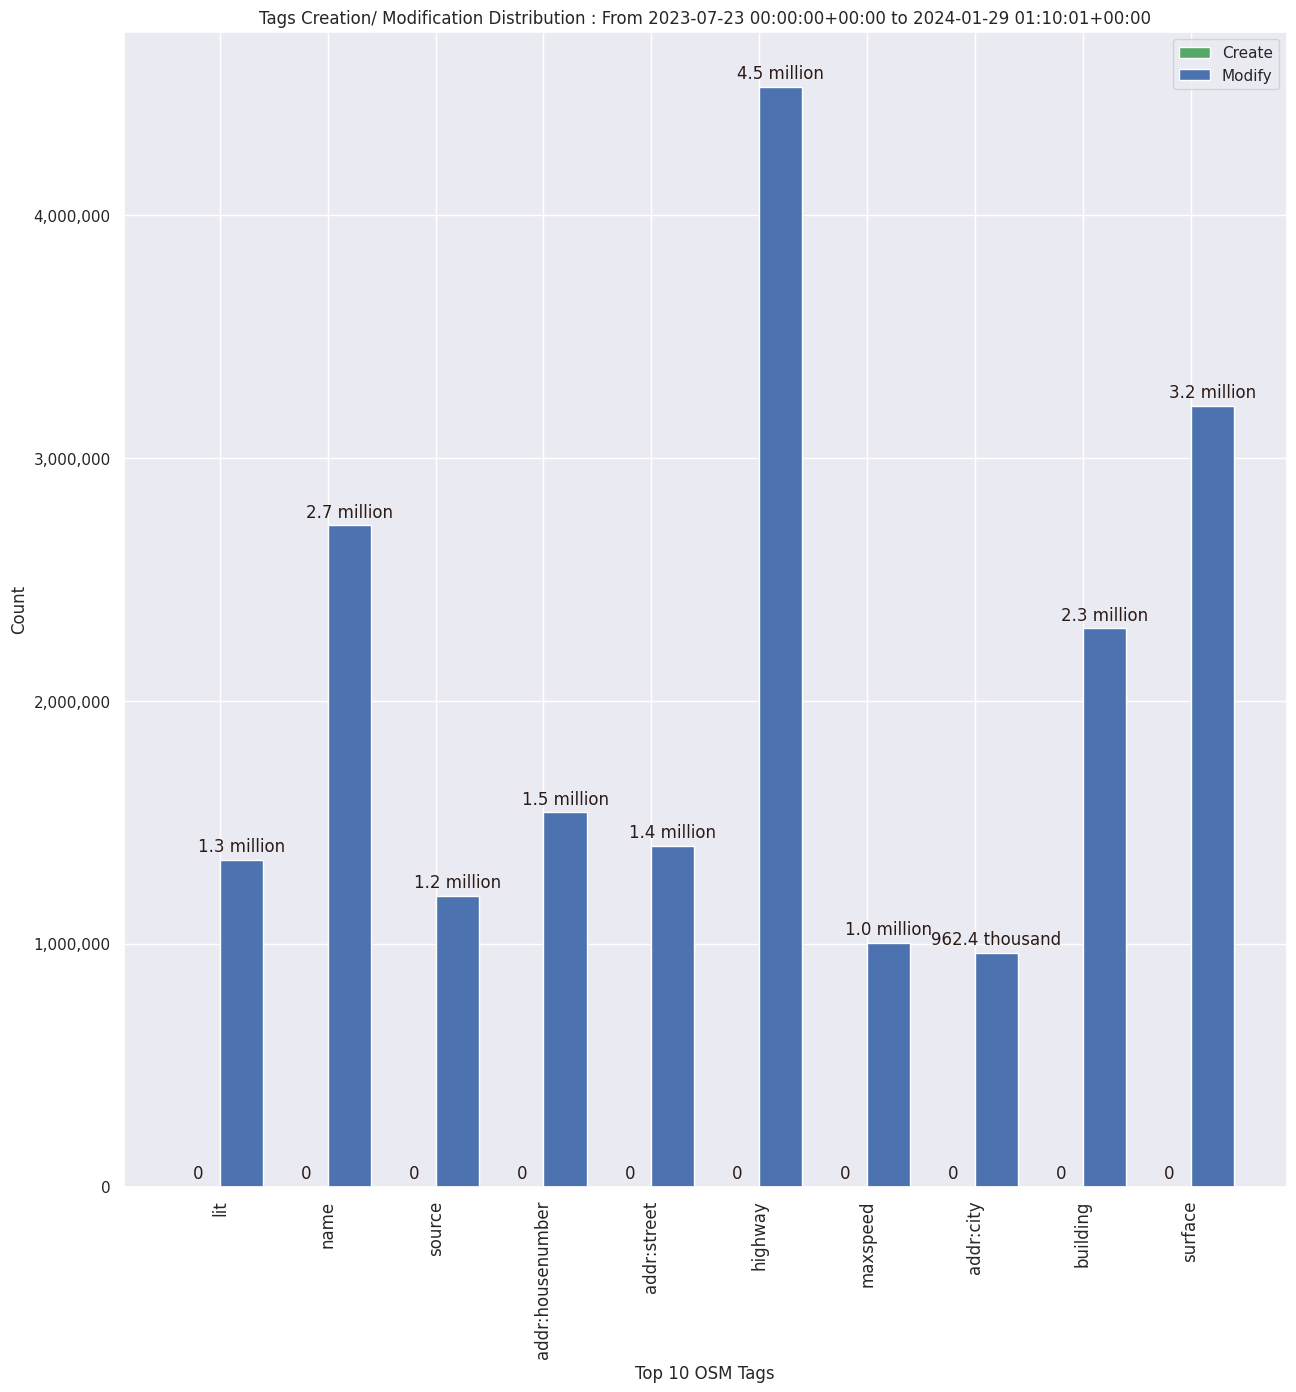 Tags Creation/ Modification Distribution : From 2023-07-23 00:00:00+00:00 to 2024-01-29 01:10:01+00:00
Create
Modify
4.5 million
4,000,000
3.2 million
3,000,000
2.7 million
2.3 million
Count
2,000,000
1.5 million
1.4 million
1.3 million
1.2 million
1.0 million
962.4 thousand
1,000,000
0 0 0 0 0 0 0 0 0 0
0
lit
name
source
addr:housenumber
addr:street
highway
maxspeed
addr:city
building
surface
Top 10 OSM Tags